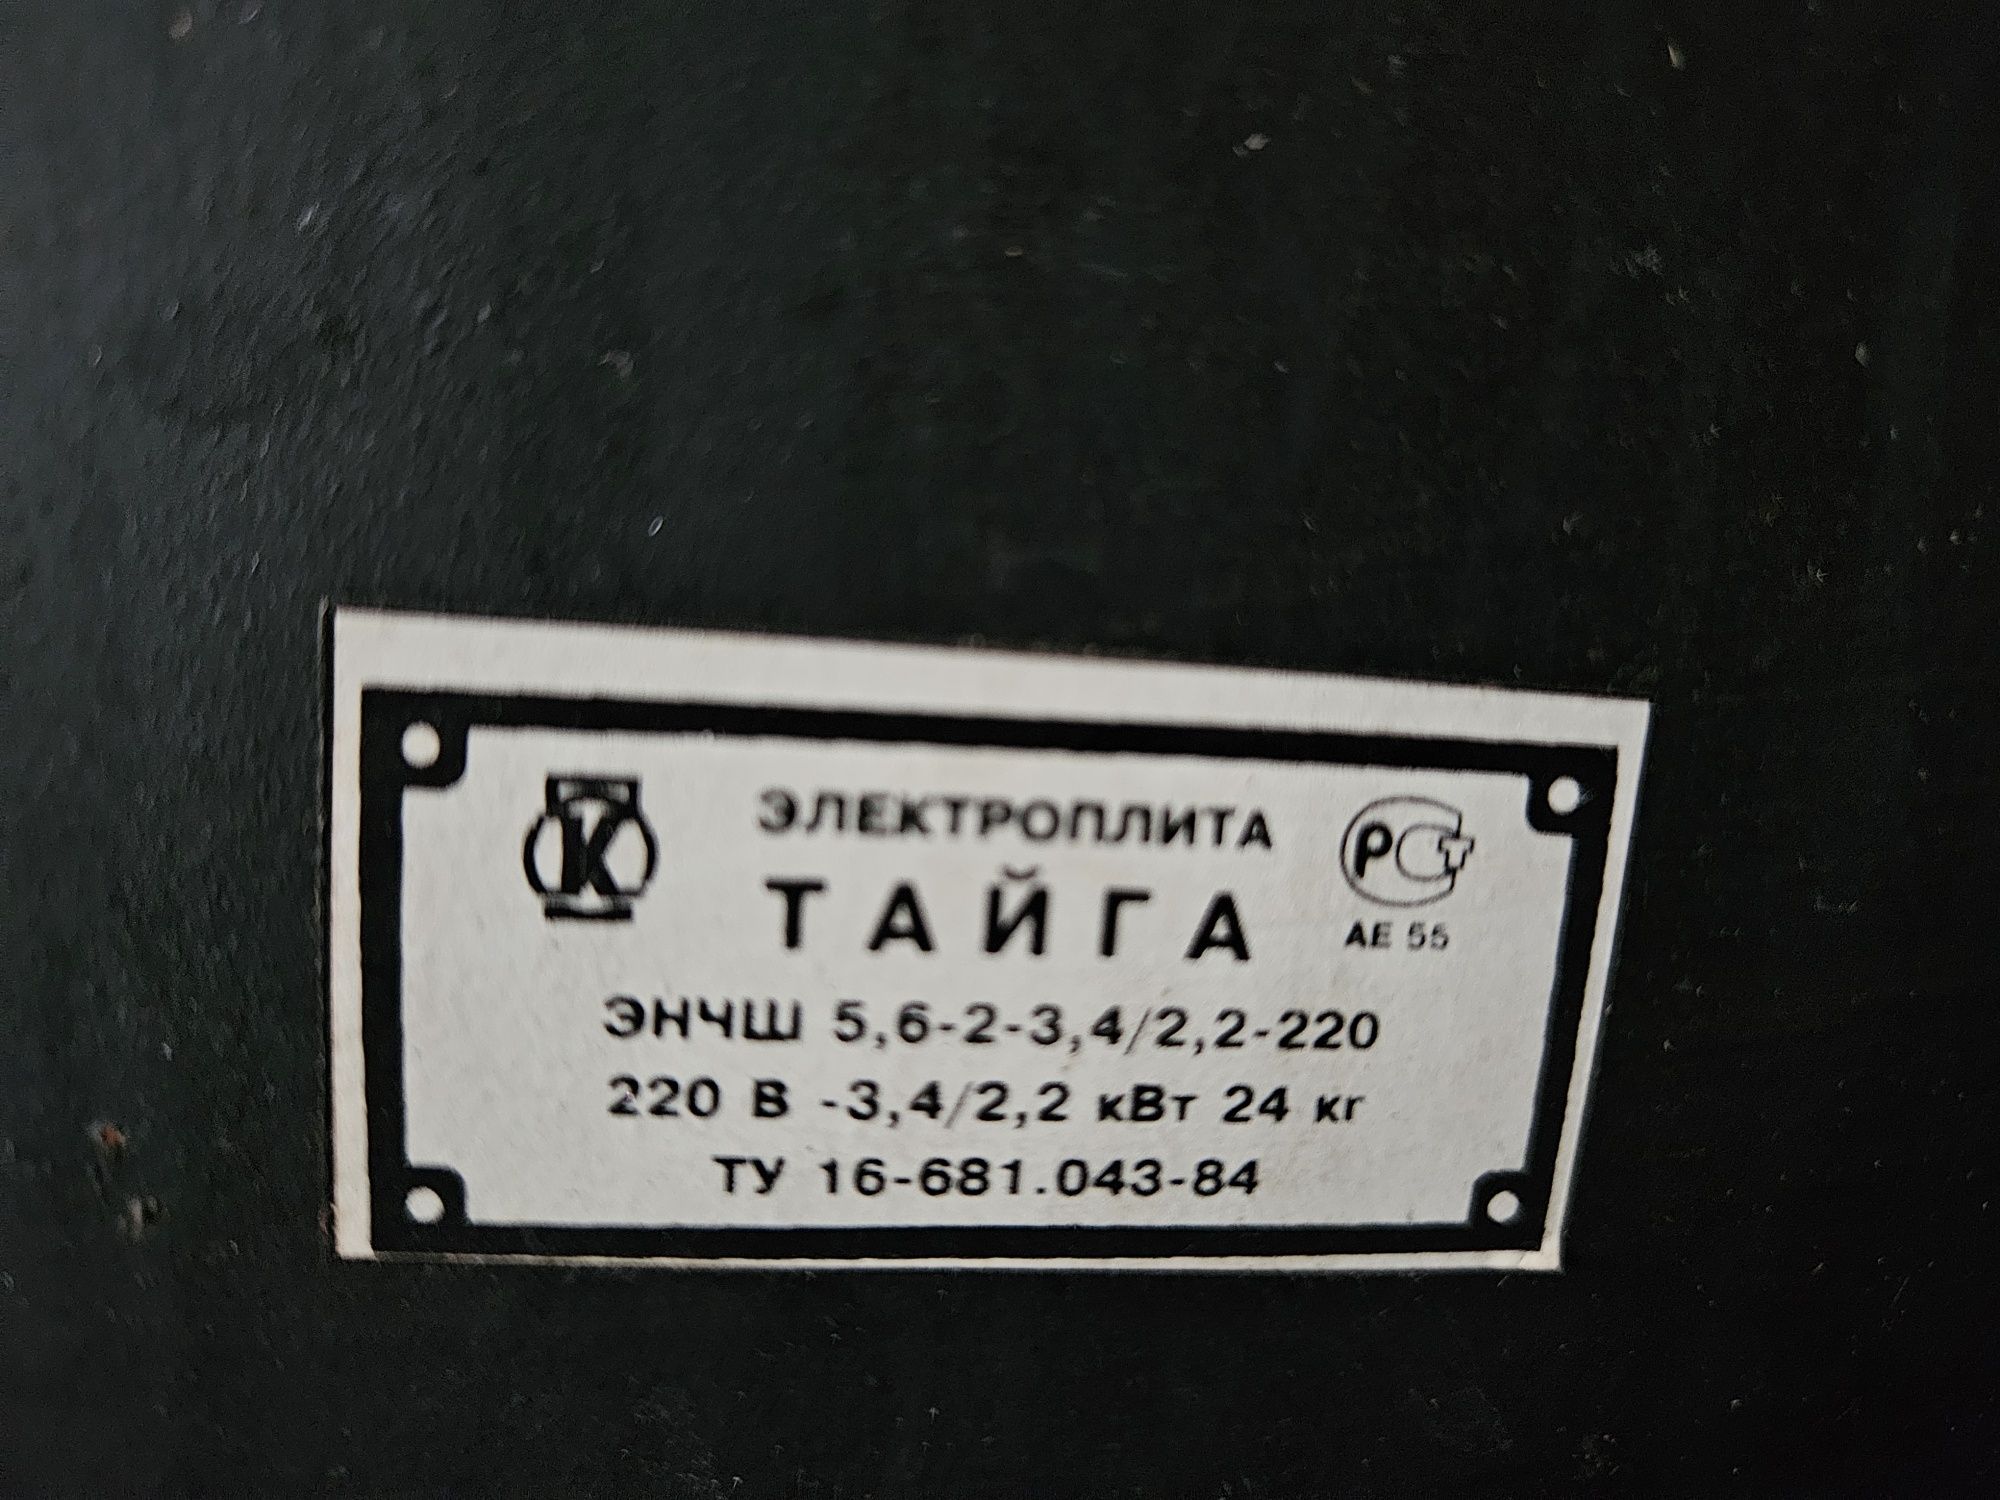 ЭЛЕКТРОПЛИТА
ТАЙГА
РСТ
АЕ 55
ЭНЧШ 5,6-2-3,4/2,2-220
220 В -3,4/2,2 кВт 24 кг
ТУ 16-681.043-84